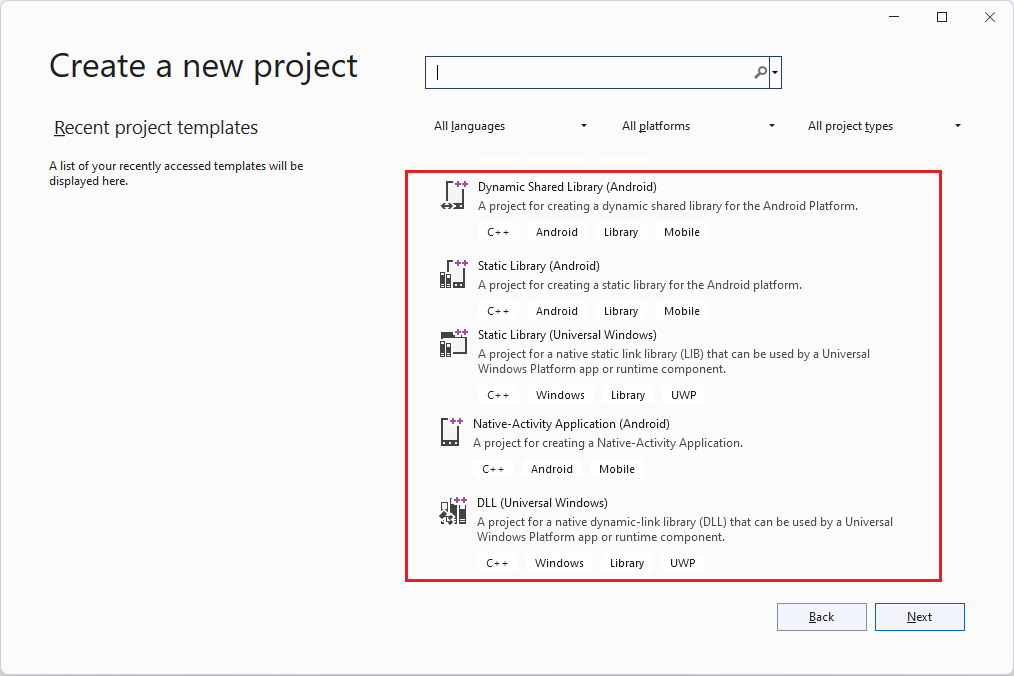 Create a new project
Recent project templates
A list of your recently accessed templates will be
displayed here.
All languages
All platforms
All project types
Dynamic Shared Library (Android)
A project for creating a dynamic shared library for the Android Platform.
C++ Android Library Mobile
Static Library (Android)
A project for creating a static library for the Android platform.
C++ Android Library Mobile
Static Library (Universal Windows)
A project for a native static link library (LIB) that can be used by a Universal
Windows Platform app or runtime component.
C++ Windows Library UWP
Native-Activity Application (Android)
A project for creating a Native-Activity Application.
C++ Android Mobile
DLL (Universal Windows)
A project for a native dynamic-link library (DLL) that can be used by a Universal
Windows Platform app or runtime component.
C++ Windows Library UWP
Back
Next